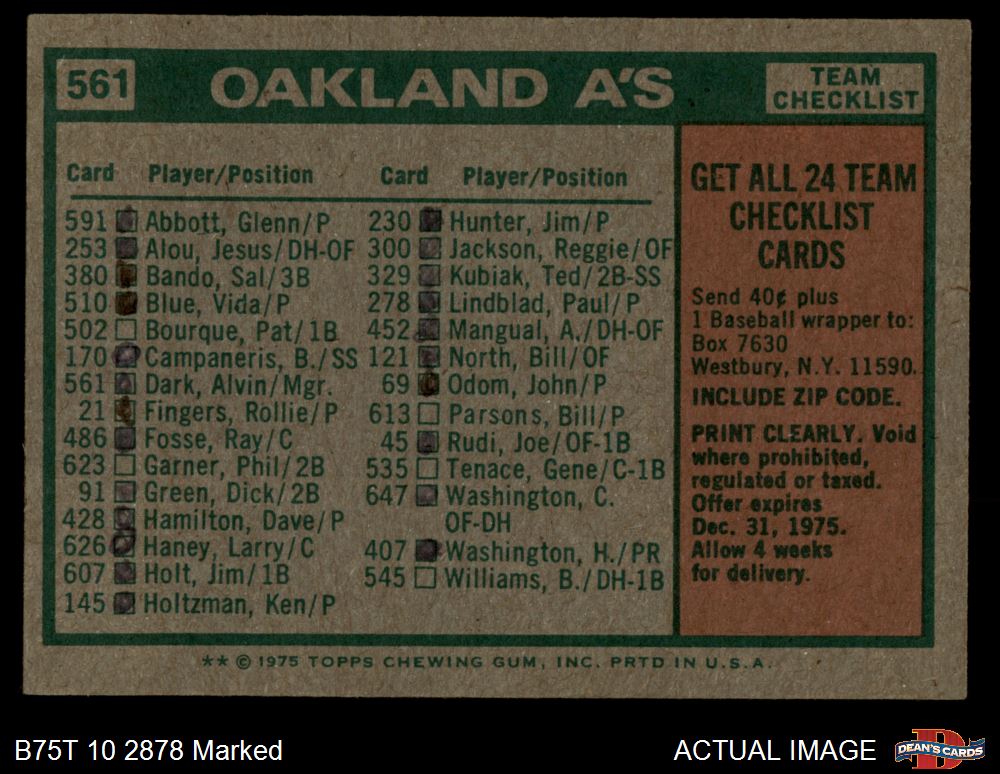 561 OAKLAND A'S TEAM CHECKLIST
Card Player/Position
591 Abbott, Glenn/P
253 Alou, Jesus/DH-OF
380 Bando, Sal/3B
510 Blue, Vida/P
502 Bourque, Pat/1B
170 Campaneris, B./SS
561 Dark, Alvin/Mgr.
21 Fingers, Rollie/P
486 Fosse, Ray/C
623 Garner, Phil/2B
91 Green, Dick/2B
428 Hamilton, Dave/P
626 Haney, Larry/C
607 Holt, Jim/1B
145 Holtzman, Ken/P
Card Player/Position
230 Hunter, Jim/P
300 Jackson, Reggie/OF
329 Kubiak, Ted/2B-SS
278 Lindblad, Paul/P
452 Mangual, A./DH-OF
121 North, Bill/OF
69 Odom, John/P
613 Parsons, Bill/P
45 Rudi, Joe/OF-1B
535 Tenace, Gene/C-1B
647 Washington, C.
OF-DH
407 Washington, H./PR
545 Williams, B./DH-1B
GET ALL 24 TEAM
CHECKLIST
CARDS
Send 40¢ plus
1 Baseball wrapper to:
Box 7630
Westbury, N.Y. 11590.
INCLUDE ZIP CODE.
PRINT CLEARLY. Void
where prohibited,
regulated or taxed.
Offer expires
Dec. 31, 1975.
Allow 4 weeks
for delivery.
** © 1975 TOPPS CHEWING GUM, INC. PRTD IN U.S.A.
B75T 10 2878 Marked
ACTUAL IMAGE
D
DEAN'S CARDS